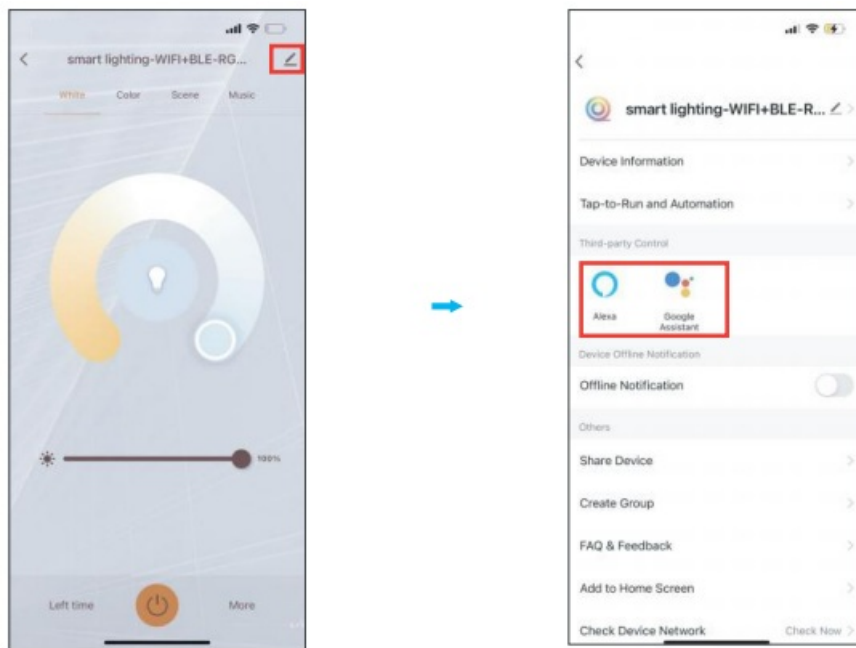 smart lighting-WIFI+BLE-RG...
White Color Scene Music
100%
Left time More
smart lighting-WIFI+BLE-R...
Device Information
Tap-to-Run and Automation
Third-party Control
Alexa
Google
Assistant
Device Offline Notification
Offline Notification
Others
Share Device
Create Group
FAQ & Feedback
Add to Home Screen
Check Device Network Check Now